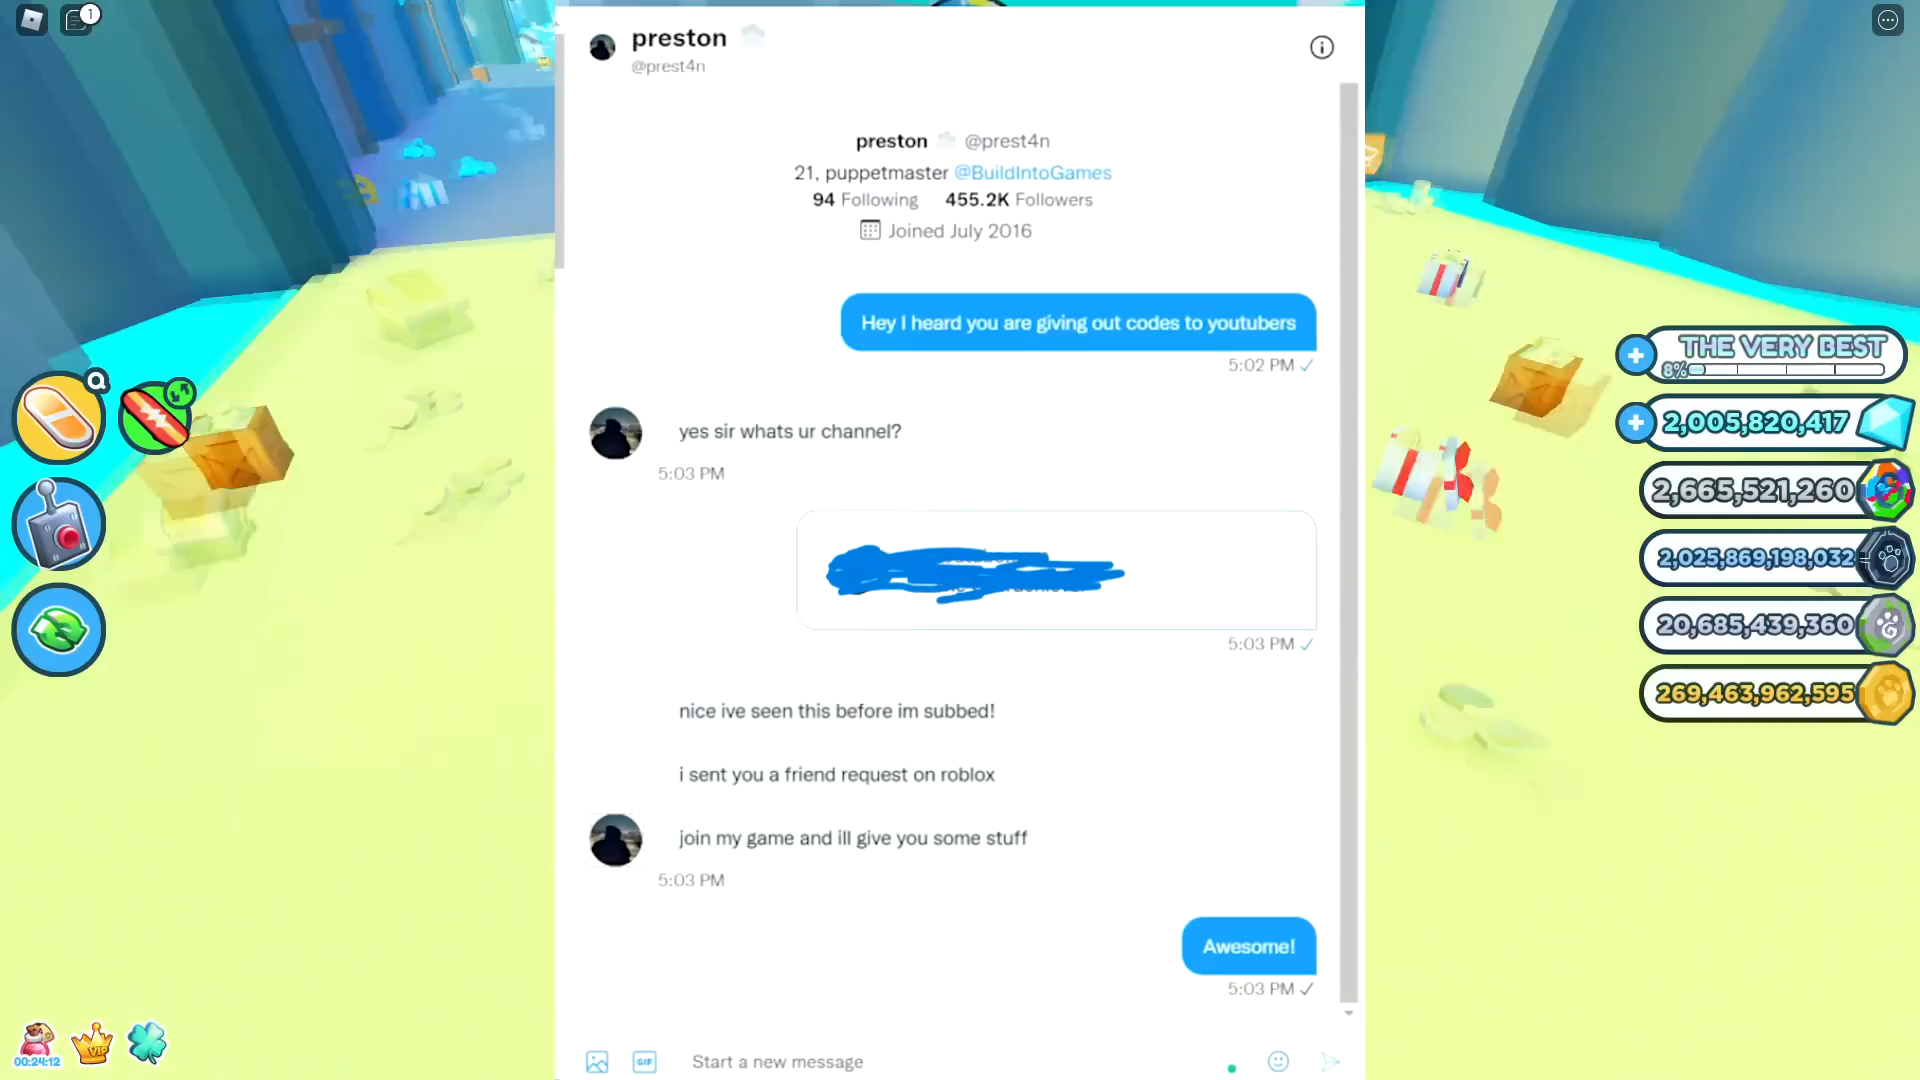 1
preston
@prest4n
preston @prest4n
21, puppetmaster @BuildIntoGames
94 Following 455.2K Followers
Joined July 2016
Hey I heard you are giving out codes to youtubers
5:02 PM
yes sir whats ur channel?
5:03 PM
5:03 PM
nice ive seen this before im subbed!
i sent you a friend request on roblox
join my game and ill give you some stuff
5:03 PM
Awesome!
5:03 PM
GIF
Start a new message
THE VERY BEST
8%
2,005,820,417
2,665,521,260
2,025,869,198,032
20,685,439,360
269,463,962,595
00:24:12
VIP